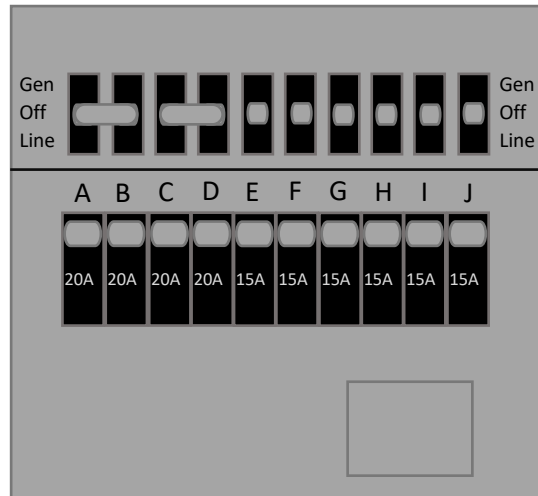 Gen Gen
Off Off
Line Line
A B C D E F G H I J
20A 20A 20A 20A 15A 15A 15A 15A 15A 15A